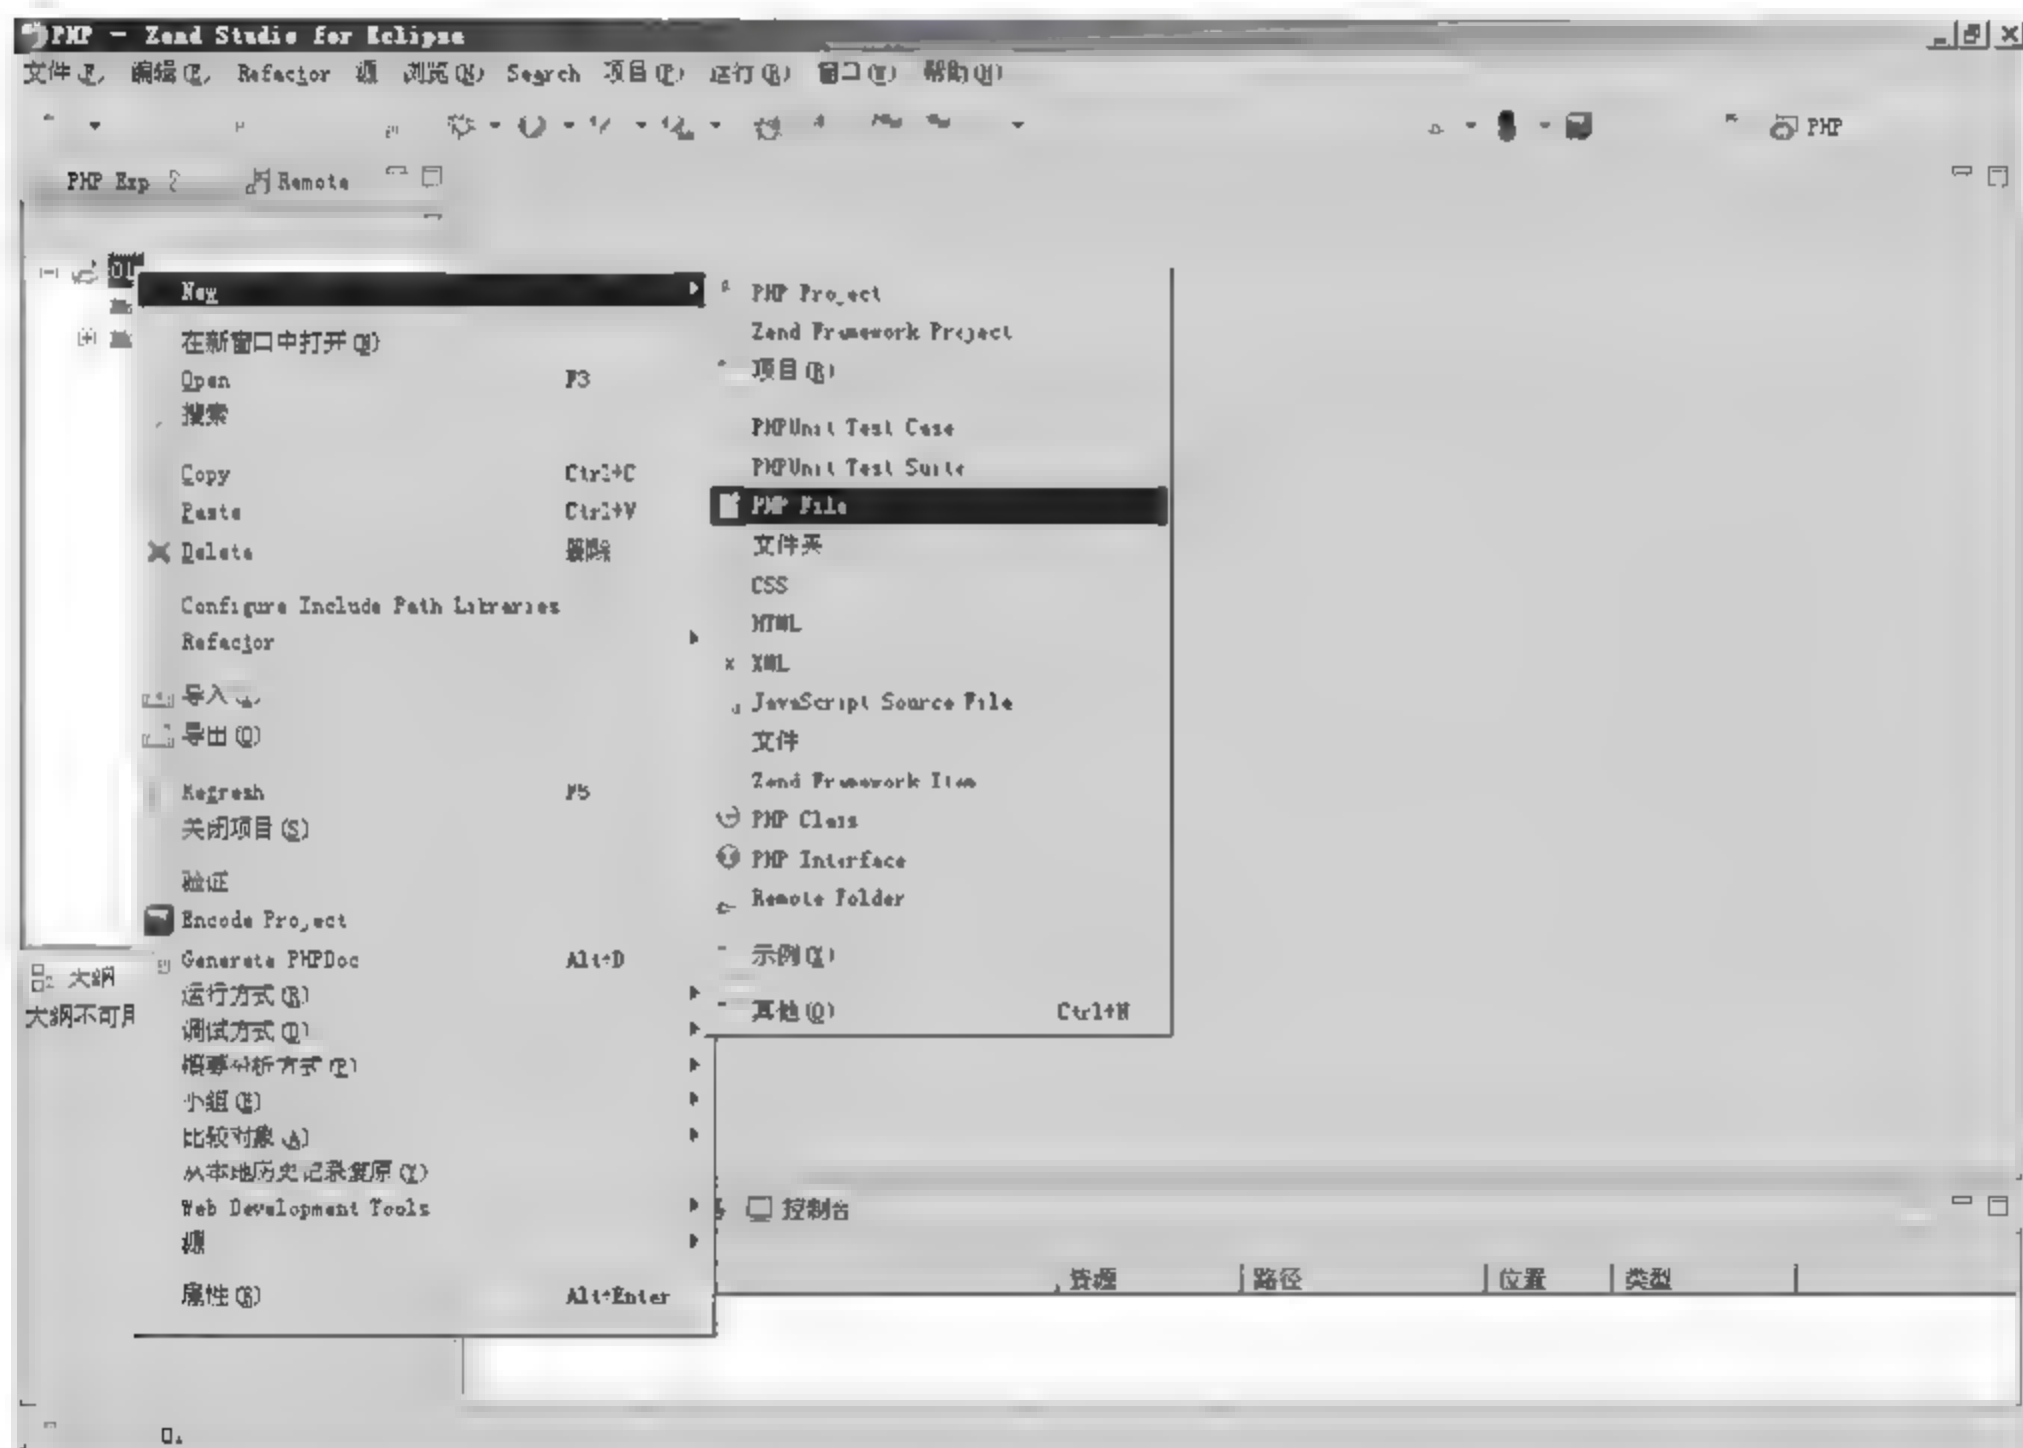 PHP - Zend Studio for Eclipse
文件(F) 编辑(E) Refactor 源 浏览(N) Search 项目(P) 运行(R) 窗口(W) 帮助(H)
PHP
PHP Exp Remote
01
New
在新窗口中打开(N)
Open F3
搜索
Copy Ctrl+C
Paste Ctrl+V
Delete 删除
Configure Include Path Libraries
Refactor
导入(I)
导出(O)
Refresh F5
关闭项目(S)
验证
Encode Project
Generate PHPDoc Alt+D
运行方式(R)
调试方式(D)
概要分析方式(P)
小组(E)
比较对象(A)
从本地历史记录复原(Y)
Web Development Tools
源
属性(R) Alt+Enter
PHP Project
Zend Framework Project
项目(R)
PHPUnit Test Case
PHPUnit Test Suite
PHP File
文件夹
CSS
HTML
XML
JavaScript Source File
文件
Zend Framework Item
PHP Class
PHP Interface
Remote Folder
示例(X)
其他(O) Ctrl+N
大纲
大纲不可用
控制台
资源 路径 位置 类型
01